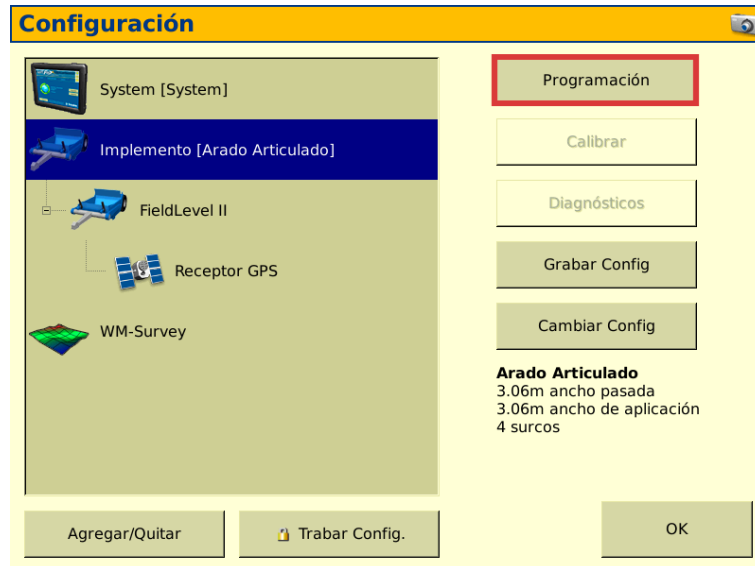 Configuración
System [System]
Implemento [Arado Articulado]
FieldLevel II
Receptor GPS
WM-Survey
Agregar/Quitar
Trabar Config.
Programación
Calibrar
Diagnósticos
Grabar Config
Cambiar Config
Arado Articulado
3.06m ancho pasada
3.06m ancho de aplicación
4 surcos
OK